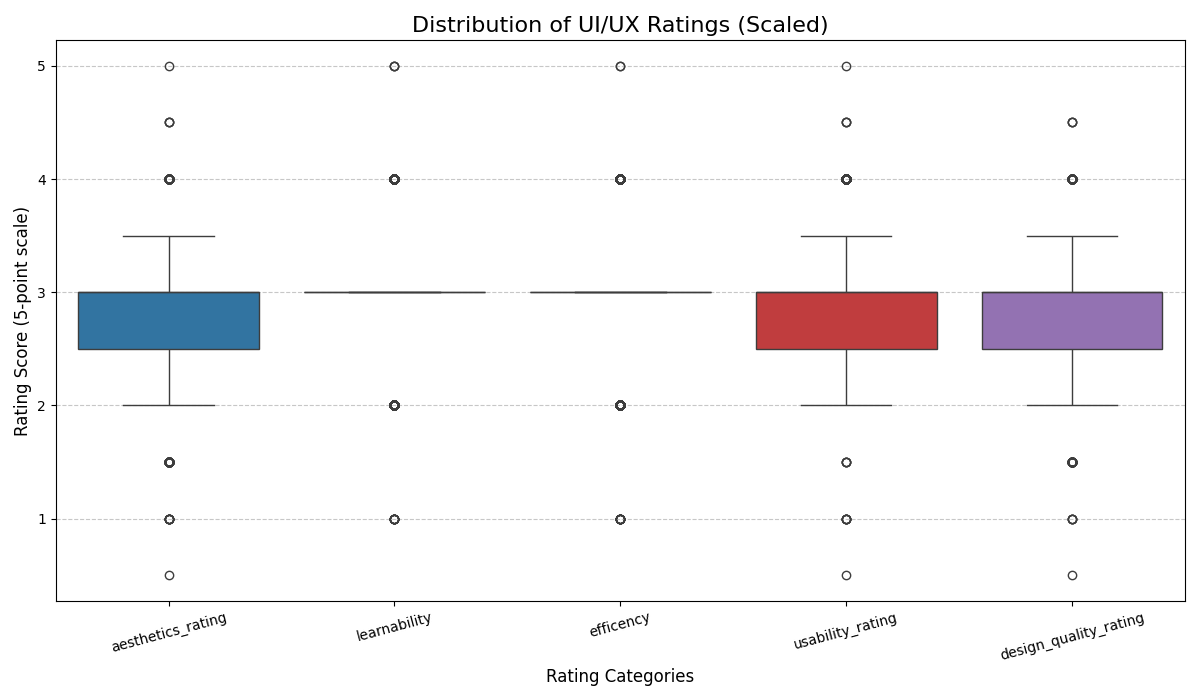 Distribution of UI/UX Ratings (Scaled)
Rating Score (5-point scale)
5
4
3
2
1
aesthetics_rating
learnability
efficency
usability_rating
design_quality_rating
Rating Categories